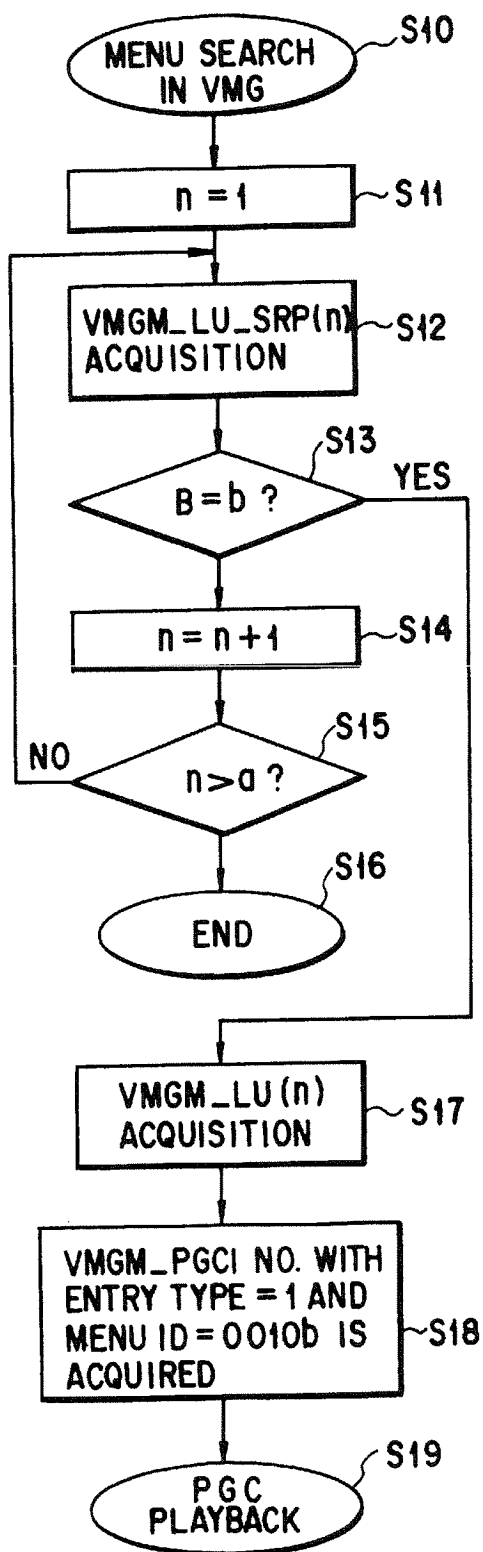 MENU SEARCH
IN VMG
S10
n = 1
S11
VMGM_LU_SRP(n)
ACQUISITION
S12
S13
B = b ?
YES
n = n + 1
S14
S15
NO
n > a ?
S16
END
VMGM_LU (n)
ACQUISITION
S17
VMGM_PGCI NO. WITH
ENTRY TYPE = 1 AND
MENU ID = 0010b IS
ACQUIRED
S18
S19
PGC
PLAYBACK